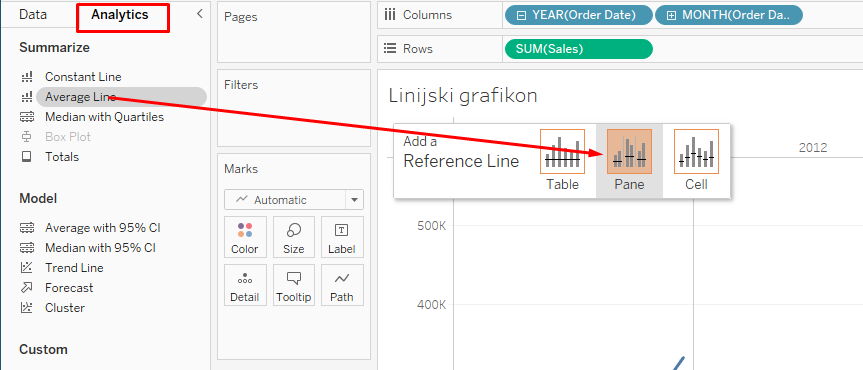 Data
Analytics
Summarize
Constant Line
Average Line
Median with Quartiles
Box Plot
Totals
Model
Average with 95% CI
Median with 95% CI
Trend Line
Forecast
Cluster
Custom
Pages
Filters
Marks
Automatic
Color
Size
Label
Detail
Tooltip
Path
Columns
YEAR(Order Date)
MONTH(Order Da..
Rows
SUM(Sales)
Linijski grafikon
Add a
Reference Line
Table
Pane
Cell
2012
500K
400K